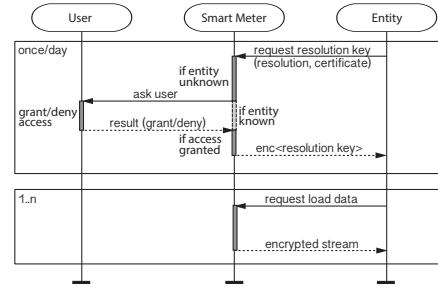 User
Smart Meter
Entity
once/day
request resolution key
(resolution, certificate)
if entity
unknown
ask user
grant/deny
access
if entity
known
result (grant/deny)
if access
granted
enc<resolution key>
1..n
request load data
encrypted stream